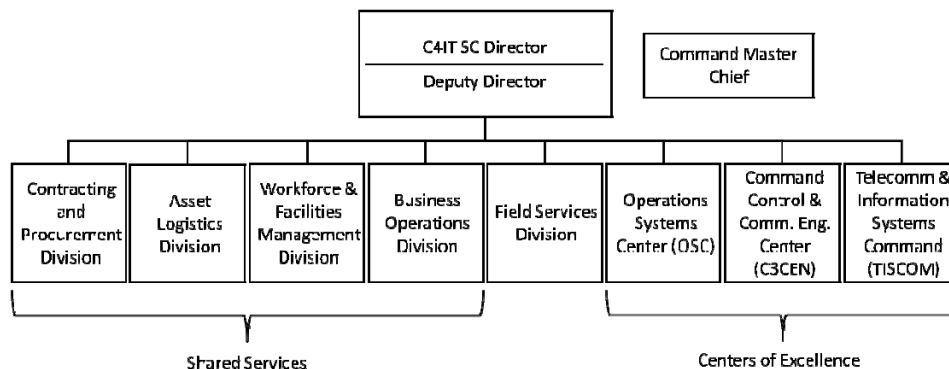 C4IT SC Director
Deputy Director
Command Master
Chief
Contracting
and
Procurement
Division
Asset
Logistics
Division
Workforce &
Facilities
Management
Division
Business
Operations
Division
Field Services
Division
Operations
Systems
Center (OSC)
Command
Control &
Comm. Eng.
Center
(C3CEN)
Telecomm &
Information
Systems
Command
(TISCOM)
Shared Services
Centers of Excellence